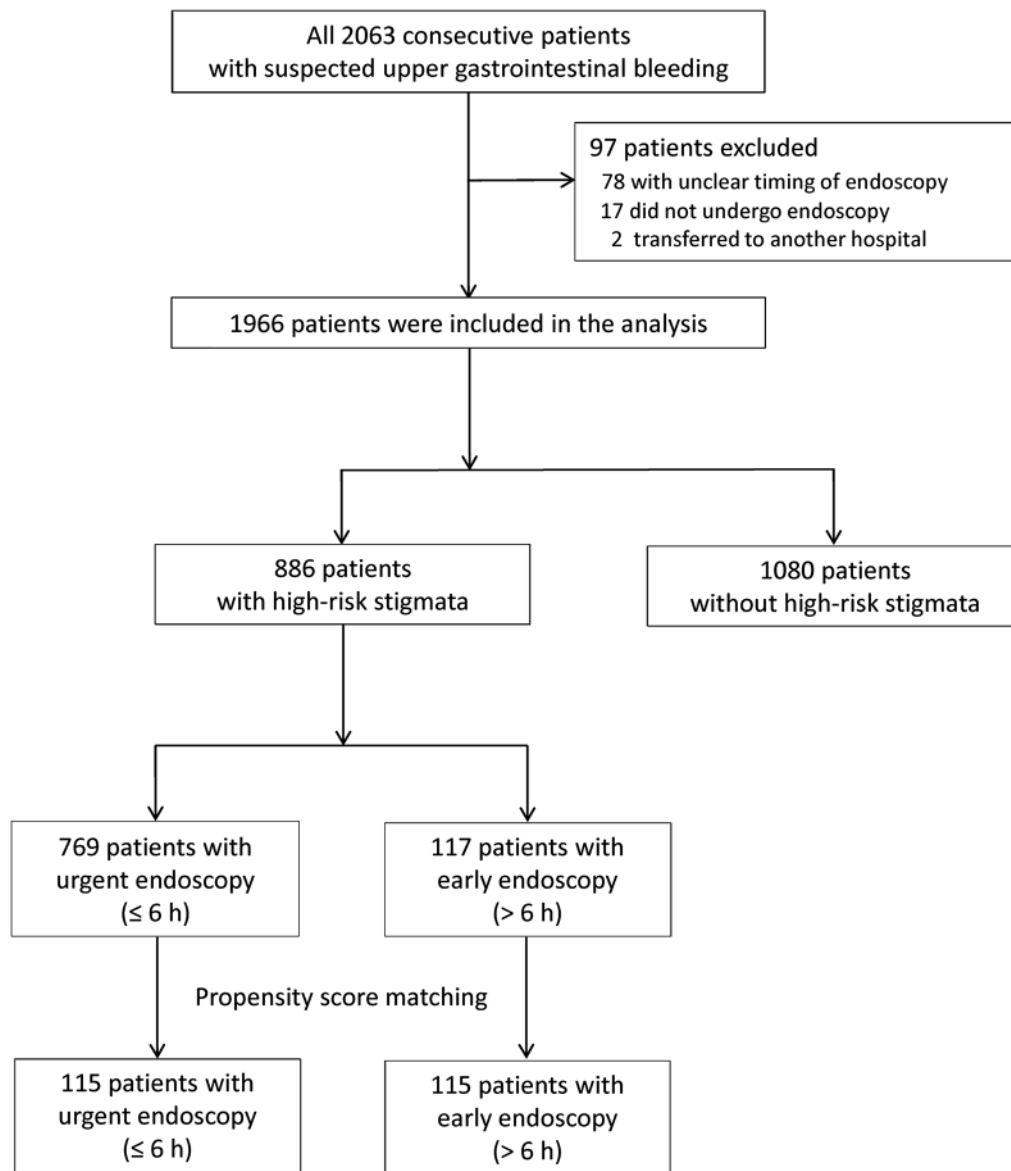 All 2063 consecutive patients
with suspected upper gastrointestinal bleeding
97 patients excluded
78 with unclear timing of endoscopy
17 did not undergo endoscopy
2 transferred to another hospital
1966 patients were included in the analysis
886 patients
with high-risk stigmata
1080 patients
without high-risk stigmata
769 patients with
urgent endoscopy
(≤ 6 h)
117 patients with
early endoscopy
(> 6 h)
Propensity score matching
115 patients with
urgent endoscopy
(≤ 6 h)
115 patients with
early endoscopy
(> 6 h)